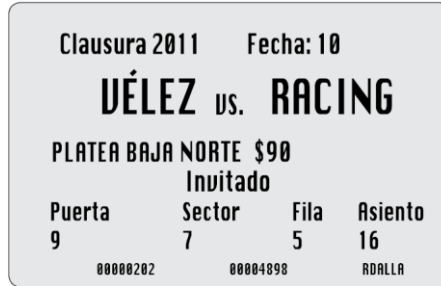 Clausura 2011 Fecha: 10
VÉLEZ vs. RACING
PLATEA BAJA NORTE $90
Invitado
Puerta Sector Fila Asiento
9 7 5 16
00000202 00004898 RDALLA